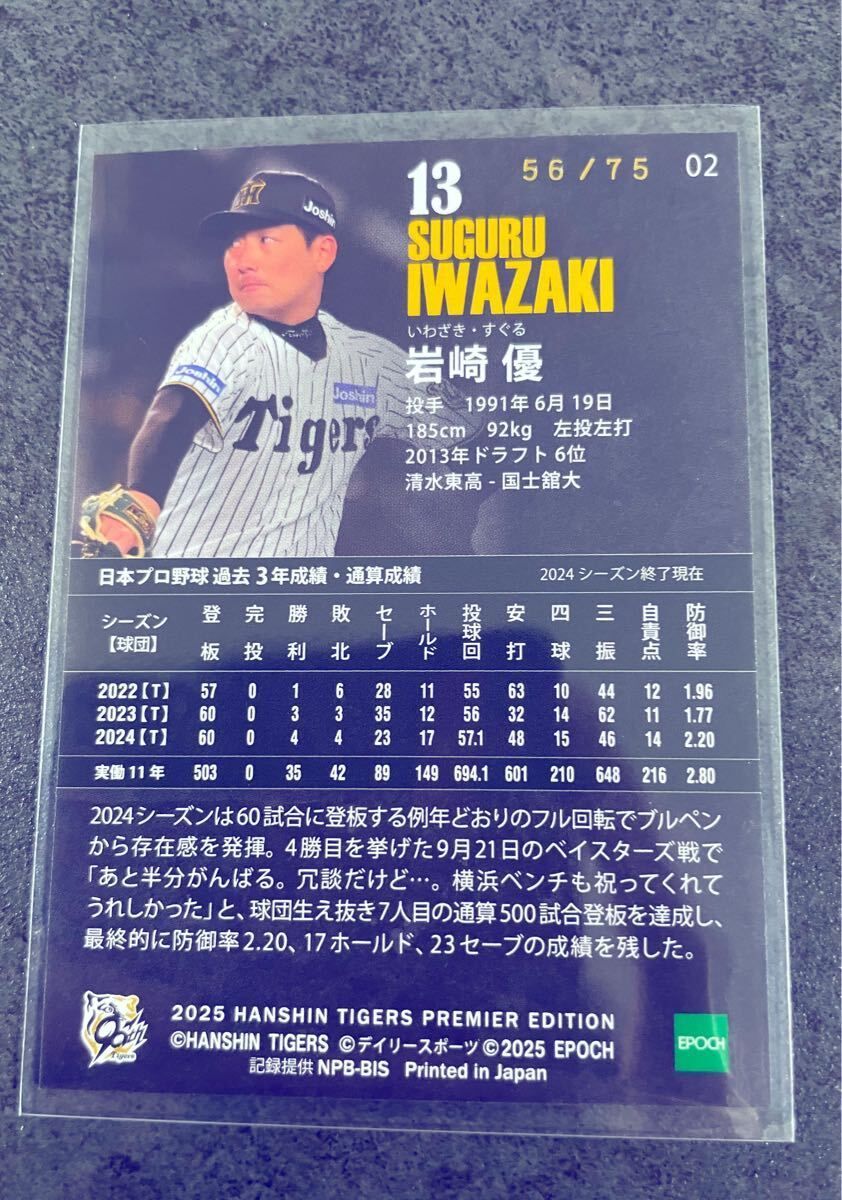 56/75 02
13
SUGURU
IWAZAKI
いわざき・すぐる
岩崎 優
投手 1991年 6月 19日
185cm 92kg 左投左打
2013年ドラフト 6位
清水東高 - 国士舘大
Joshin
Joshin
Joshin
Tigers
日本プロ野球 過去 3年成績・通算成績 2024 シーズン終了現在
シーズン【球団】 登板 完投 勝利 敗北 セーブ ホールド 投球回 安打 四球 三振 自責点 防御率
2022【T】 57 0 1 6 28 11 55 63 10 44 12 1.96
2023【T】 60 0 3 3 35 12 56 32 14 62 11 1.77
2024【T】 60 0 4 4 23 17 57.1 48 15 46 14 2.20
実働11年 503 0 35 42 89 149 694.1 601 210 648 216 2.80
2024シーズンは60試合に登板する例年どおりのフル回転でブルペン
から存在感を発揮。4勝目を挙げた9月21日のベイスターズ戦で
「あと半分がんばる。冗談だけど…。横浜ベンチも祝ってくれて
うれしかった」と、球団生え抜き7人目の通算500試合登板を達成し、
最終的に防御率2.20、17ホールド、23セーブの成績を残した。
90th
Tigers
2025 HANSHIN TIGERS PREMIER EDITION
©HANSHIN TIGERS ©デイリースポーツ©2025 EPOCH
記録提供 NPB-BIS Printed in Japan
EPOCH